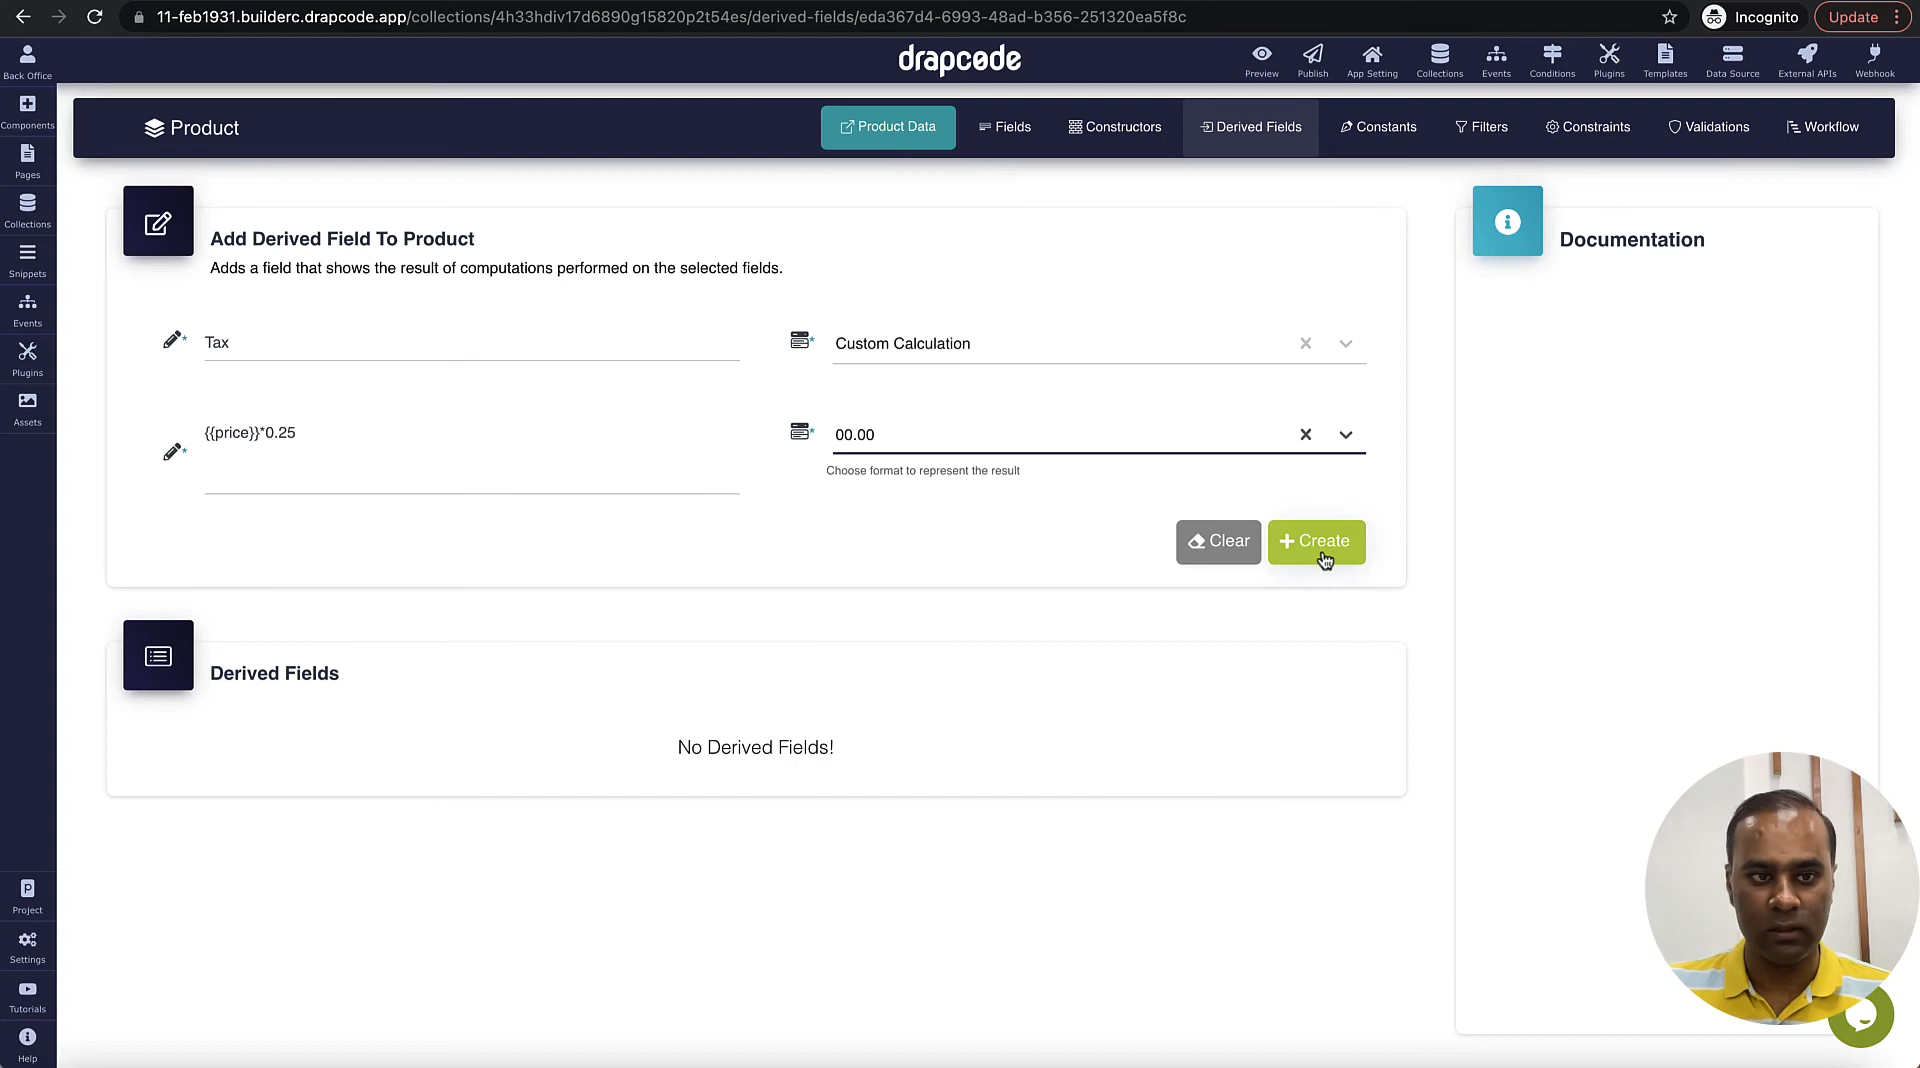 11-feb1931.builderc.drapcode.app/collections/4h33hdiv17d6890g15820p2t54es/derived-fields/eda367d4-6993-48ad-b356-251320ea5f8c
Incognito
Update
Back Office
drapcode
Preview
Publish
App Setting
Collections
Events
Conditions
Plugins
Templates
Data Source
External APIs
Webhook
Components
Pages
Collections
Snippets
Events
Plugins
Assets
Project
Settings
Tutorials
Help
Product
Product Data
Fields
Constructors
Derived Fields
Constants
Filters
Constraints
Validations
Workflow
Add Derived Field To Product
Adds a field that shows the result of computations performed on the selected fields.
* Tax
* Custom Calculation
* {{price}}*0.25
* 00.00
Choose format to represent the result
Clear
+ Create
Derived Fields
No Derived Fields!
Documentation